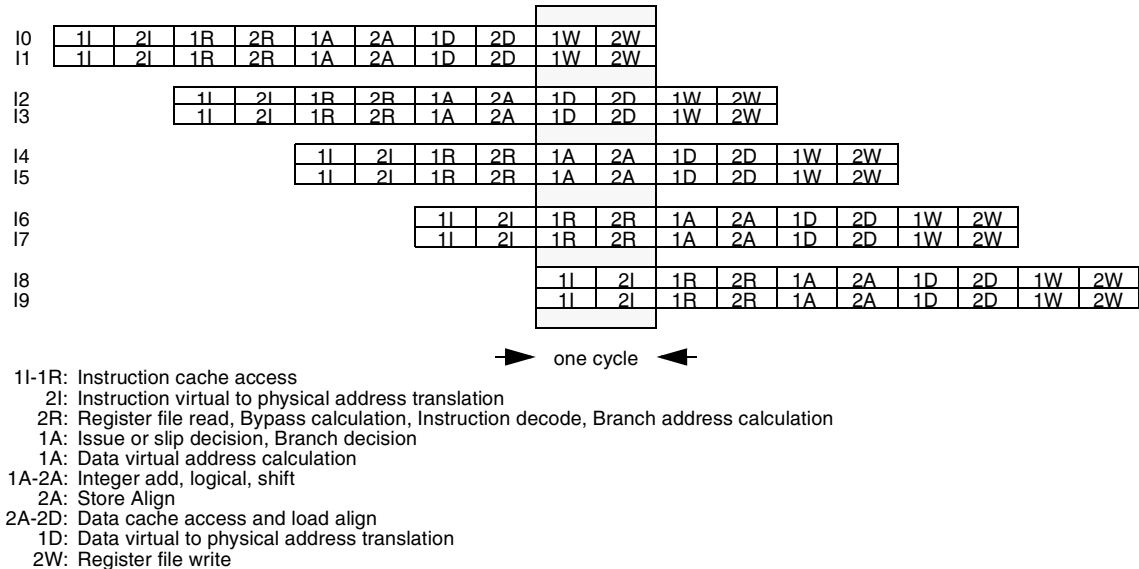 I0 1I 2I 1R 2R 1A 2A 1D 2D 1W 2W
I1 1I 2I 1R 2R 1A 2A 1D 2D 1W 2W
I2 1I 2I 1R 2R 1A 2A 1D 2D 1W 2W
I3 1I 2I 1R 2R 1A 2A 1D 2D 1W 2W
I4 1I 2I 1R 2R 1A 2A 1D 2D 1W 2W
I5 1I 2I 1R 2R 1A 2A 1D 2D 1W 2W
I6 1I 2I 1R 2R 1A 2A 1D 2D 1W 2W
I7 1I 2I 1R 2R 1A 2A 1D 2D 1W 2W
I8 1I 2I 1R 2R 1A 2A 1D 2D 1W 2W
I9 1I 2I 1R 2R 1A 2A 1D 2D 1W 2W
one cycle
1I-1R: Instruction cache access
2I: Instruction virtual to physical address translation
2R: Register file read, Bypass calculation, Instruction decode, Branch address calculation
1A: Issue or slip decision, Branch decision
1A: Data virtual address calculation
1A-2A: Integer add, logical, shift
2A: Store Align
2A-2D: Data cache access and load align
1D: Data virtual to physical address translation
2W: Register file write